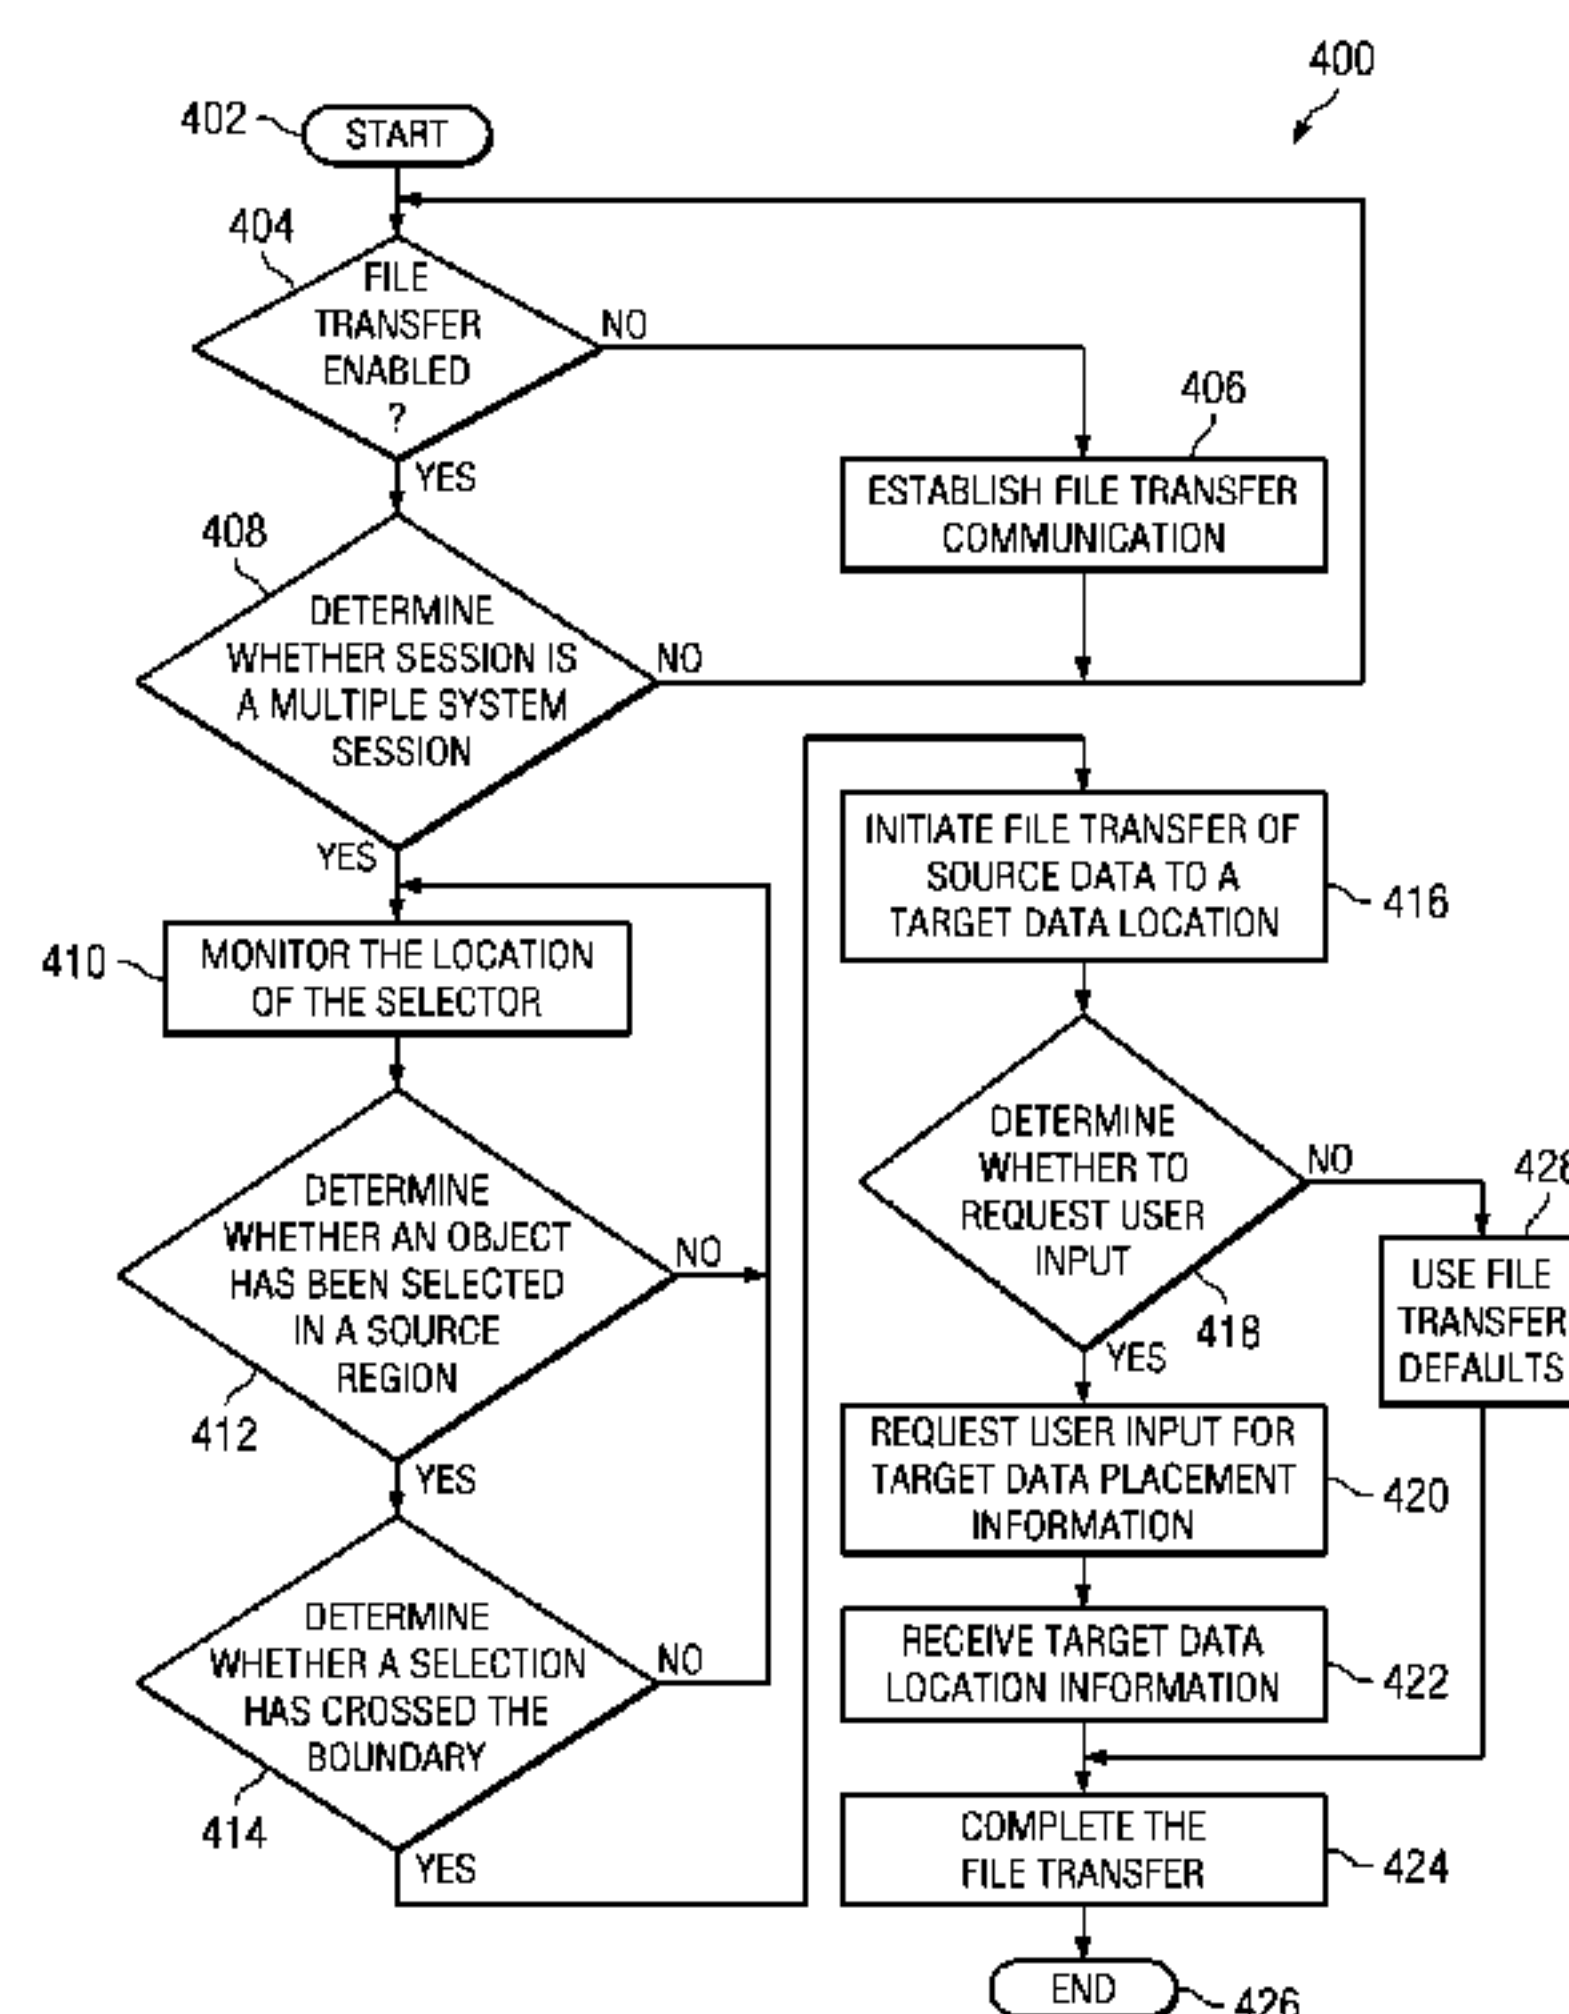 400
402
START
404
FILE
TRANSFER
ENABLED
?
NO
YES
406
ESTABLISH FILE TRANSFER
COMMUNICATION
408
DETERMINE
WHETHER SESSION IS
A MULTIPLE SYSTEM
SESSION
NO
YES
410
MONITOR THE LOCATION
OF THE SELECTOR
DETERMINE
WHETHER AN OBJECT
HAS BEEN SELECTED
IN A SOURCE
REGION
NO
412
YES
DETERMINE
WHETHER A SELECTION
HAS CROSSED THE
BOUNDARY
NO
414
YES
INITIATE FILE TRANSFER OF
SOURCE DATA TO A
TARGET DATA LOCATION
416
DETERMINE
WHETHER TO
REQUEST USER
INPUT
NO
418
YES
428
USE FILE
TRANSFER
DEFAULTS
REQUEST USER INPUT FOR
TARGET DATA PLACEMENT
INFORMATION
420
RECEIVE TARGET DATA
LOCATION INFORMATION
422
COMPLETE THE
FILE TRANSFER
424
END
426